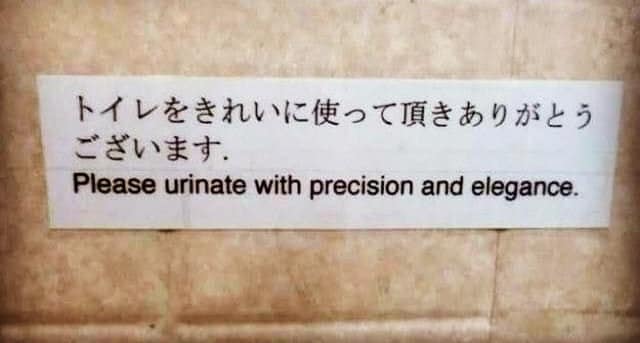 トイレをきれいに使って頂きありがとう
ございます.
Please urinate with precision and elegance.